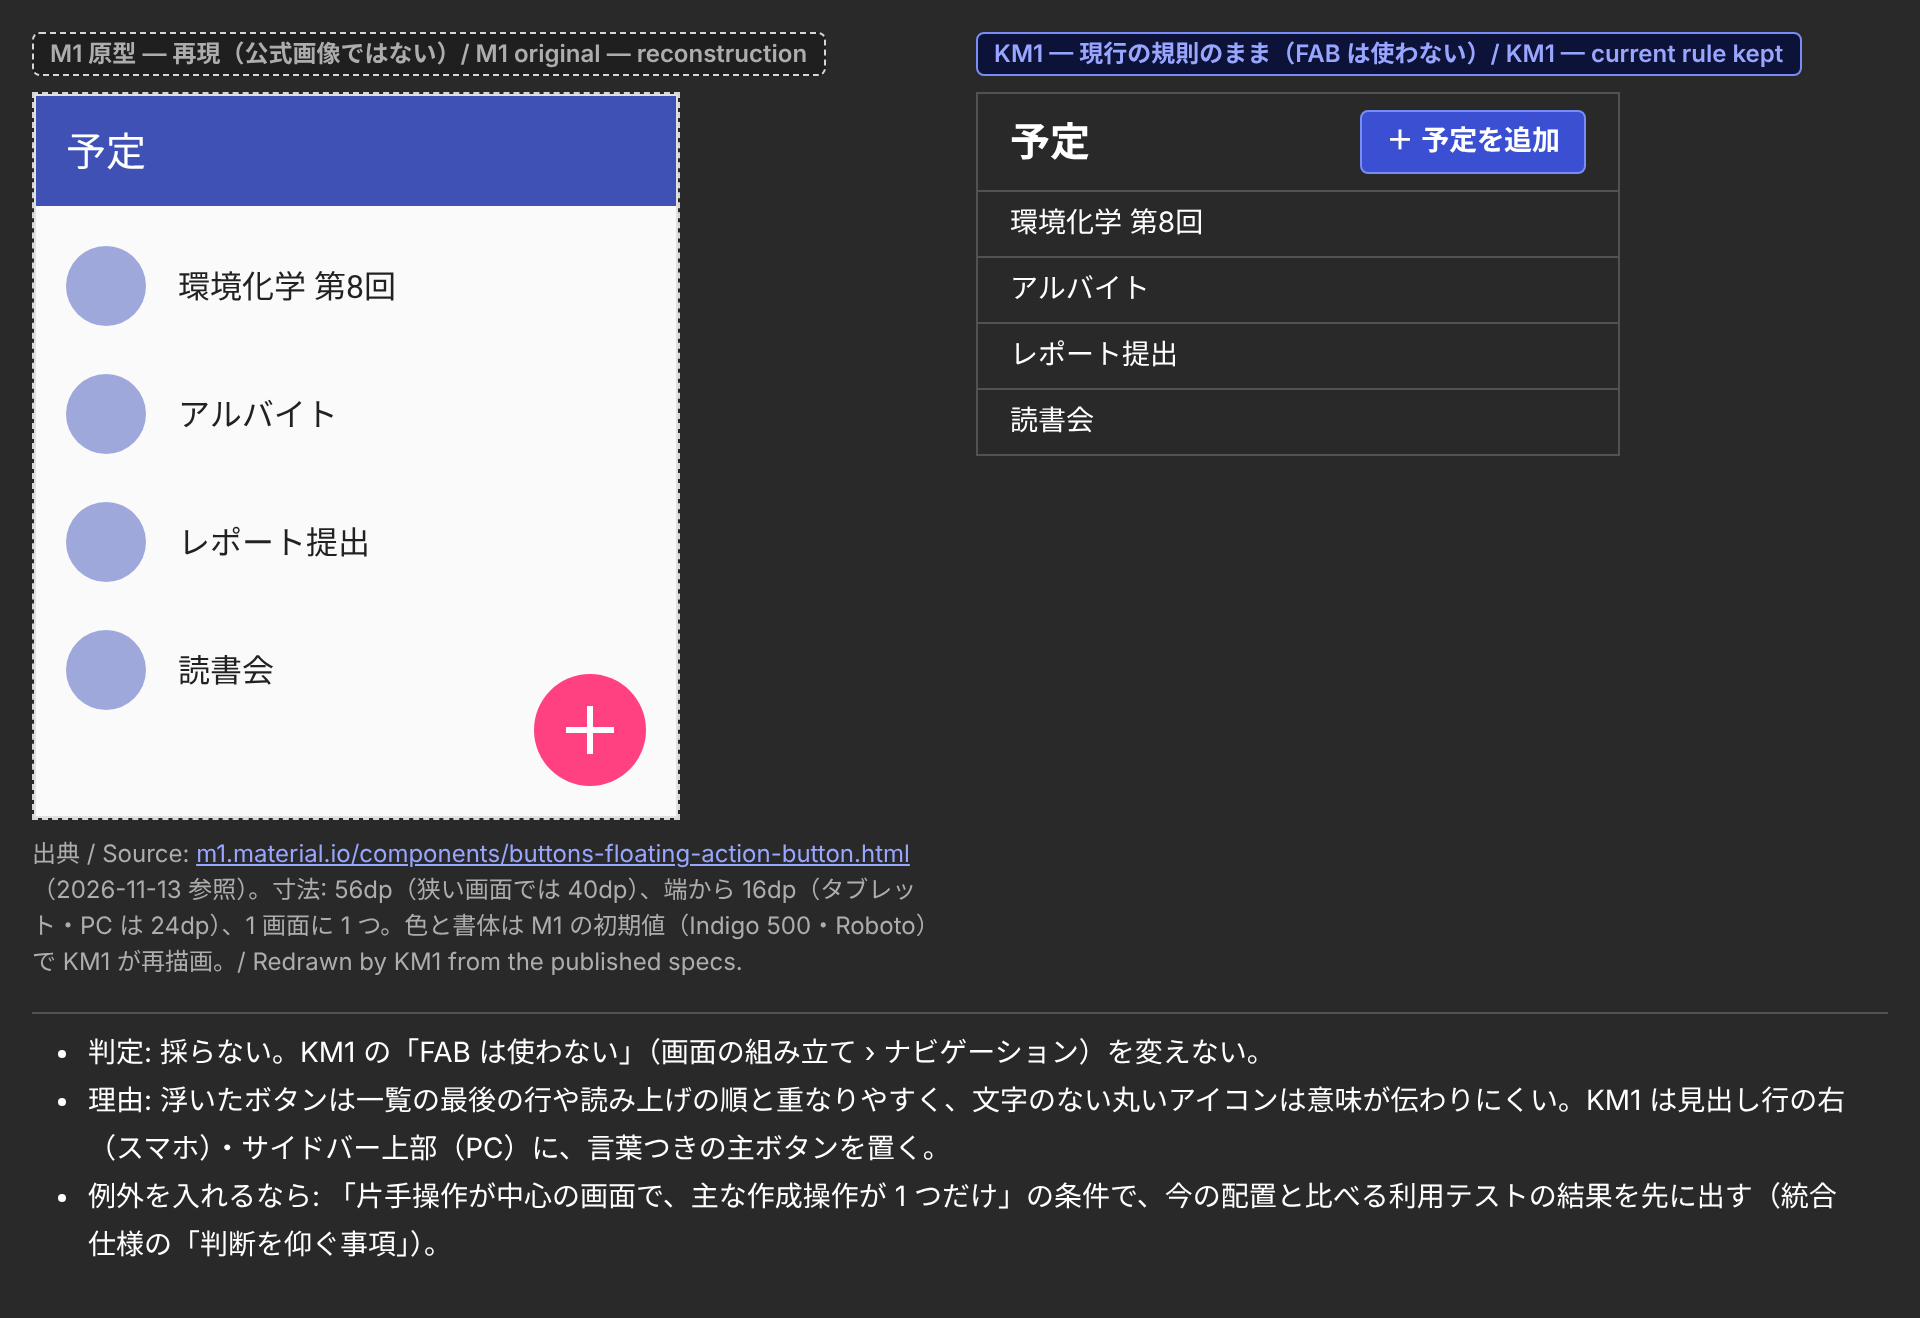 M1 原型 — 再現（公式画像ではない）/ M1 original — reconstruction
予定
環境化学 第8回
アルバイト
レポート提出
読書会
出典 / Source: m1.material.io/components/buttons-floating-action-button.html
（2026-11-13 参照）。寸法: 56dp（狭い画面では 40dp）、端から 16dp（タブレッ
ト・PC は 24dp）、1 画面に 1 つ。色と書体は M1 の初期値（Indigo 500・Roboto）
で KM1 が再描画。/ Redrawn by KM1 from the published specs.
KM1 — 現行の規則のまま（FAB は使わない）/ KM1 — current rule kept
予定
＋ 予定を追加
環境化学 第8回
アルバイト
レポート提出
読書会
• 判定: 採らない。KM1 の「FAB は使わない」（画面の組み立て › ナビゲーション）を変えない。
• 理由: 浮いたボタンは一覧の最後の行や読み上げの順と重なりやすく、文字のない丸いアイコンは意味が伝わりにくい。KM1 は見出し行の右
（スマホ）・サイドバー上部（PC）に、言葉つきの主ボタンを置く。
• 例外を入れるなら: 「片手操作が中心の画面で、主な作成操作が 1 つだけ」の条件で、今の配置と比べる利用テストの結果を先に出す（統合
仕様の「判断を仰ぐ事項」）。